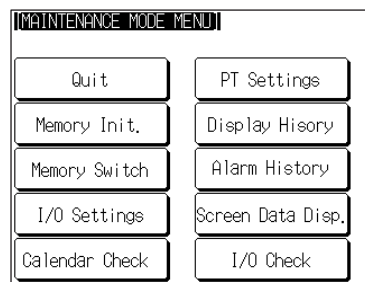 [MAINTENANCE MODE MENU]
Quit
PT Settings
Memory Init.
Display Hisory
Memory Switch
Alarm History
I/O Settings
Screen Data Disp.
Calendar Check
I/O Check